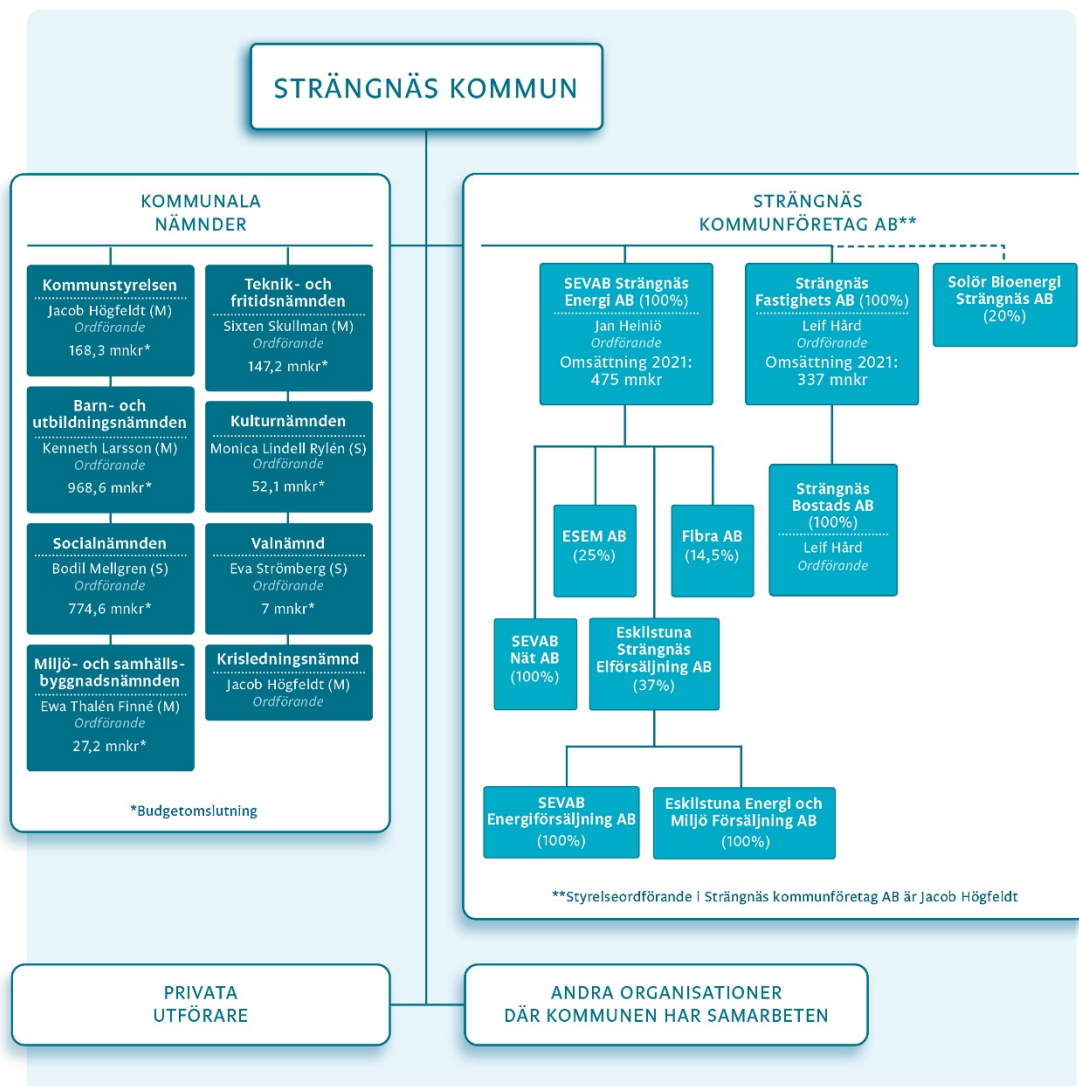 STRÄNGNÄS KOMMUN
KOMMUNALA
NÄMNDER
Kommunstyrelsen
Jacob Högfeldt (M)
Ordförande
168,3 mnkr*
Barn- och
utbildningsnämnden
Kenneth Larsson (M)
Ordförande
968,6 mnkr*
Socialnämnden
Bodil Mellgren (S)
Ordförande
774,6 mnkr*
Miljö- och samhälls-
byggnadsnämnden
Ewa Thalén Finné (M)
Ordförande
27,2 mnkr*
Teknik- och
fritidsnämnden
Sixten Skullman (M)
Ordförande
147,2 mnkr*
Kulturnämnden
Monica Lindell Rylén (S)
Ordförande
52,1 mnkr*
Valnämnd
Eva Strömberg (S)
Ordförande
7 mnkr*
Krisledningsnämnd
Jacob Högfeldt (M)
Ordförande
*Budgetomslutning
STRÄNGNÄS
KOMMUNFÖRETAG AB**
SEVAB Strängnäs
Energi AB (100%)
Jan Heiniö
Ordförande
Omsättning 2021:
475 mnkr
Strängnäs
Fastighets AB (100%)
Leif Hård
Ordförande
Omsättning 2021:
337 mnkr
Solör Bioenergi
Strängnäs AB
(20%)
ESEM AB
(25%)
Fibra AB
(14,5%)
Strängnäs
Bostads AB
(100%)
Leif Hård
Ordförande
SEVAB
Nät AB
(100%)
Eskilstuna
Strängnäs
Elförsäljning AB
(37%)
SEVAB
Energiförsäljning AB
(100%)
Eskilstuna Energi och
Miljö Försäljning AB
(100%)
**Styrelseordförande i Strängnäs kommunföretag AB är Jacob Högfeldt
PRIVATA
UTFÖRARE
ANDRA ORGANISATIONER
DÄR KOMMUNEN HAR SAMARBETEN